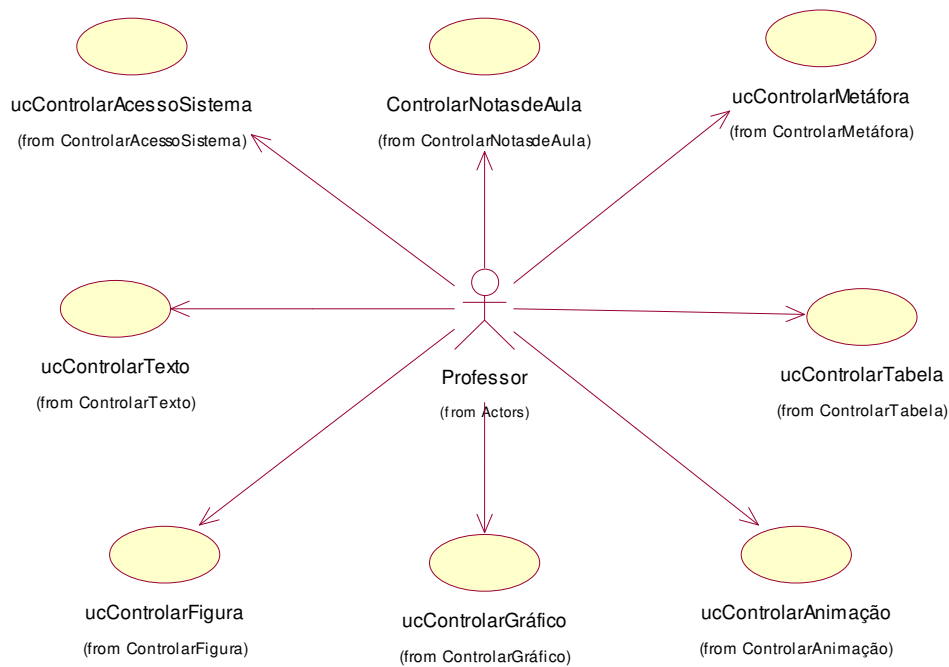 ucControlarAcessoSistema
(from ControlarAcessoSistema)
ControlarNotasdeAula
(from ControlarNotasdeAula)
ucControlarMetáfora
(from ControlarMetáfora)
ucControlarTexto
(from ControlarTexto)
Professor
(from Actors)
ucControlarTabela
(from ControlarTabela)
ucControlarFigura
(from ControlarFigura)
ucControlarGráfico
(from ControlarGráfico)
ucControlarAnimação
(from ControlarAnimação)